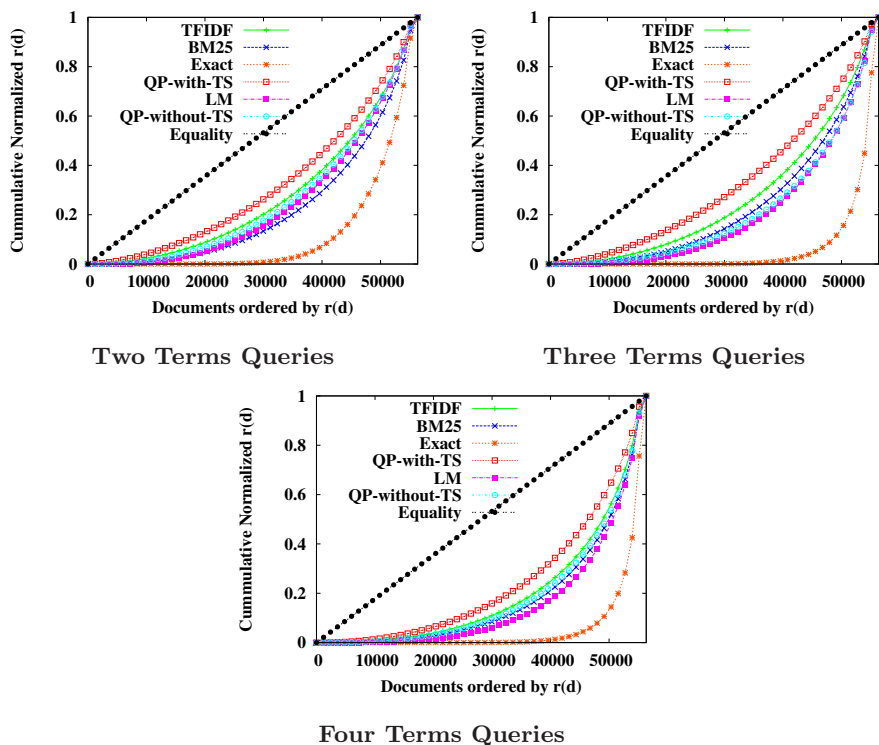 Cummulative Normalized r(d)
1
0.8
0.6
0.4
0.2
0
TFIDF
BM25
Exact
QP-with-TS
LM
QP-without-TS
Equality
0 10000 20000 30000 40000 50000
Documents ordered by r(d)
Two Terms Queries
Cummulative Normalized r(d)
1
0.8
0.6
0.4
0.2
0
TFIDF
BM25
Exact
QP-with-TS
LM
QP-without-TS
Equality
0 10000 20000 30000 40000 50000
Documents ordered by r(d)
Three Terms Queries
Cummulative Normalized r(d)
1
0.8
0.6
0.4
0.2
0
TFIDF
BM25
Exact
QP-with-TS
LM
QP-without-TS
Equality
0 10000 20000 30000 40000 50000
Documents ordered by r(d)
Four Terms Queries